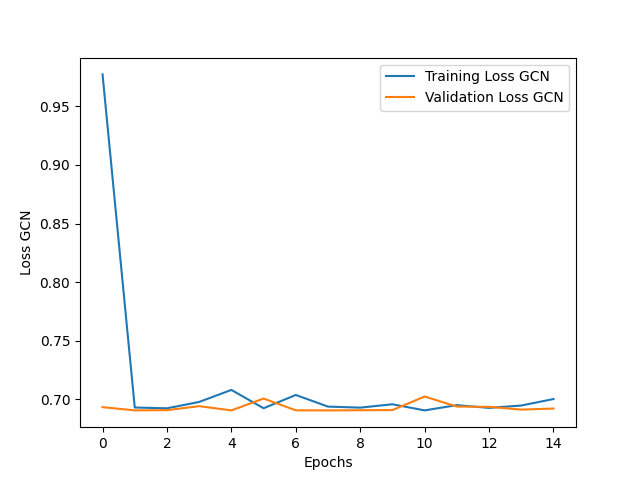 Training Loss GCN
Validation Loss GCN
0.95
0.90
0.85
0.80
0.75
0.70
Loss GCN
0 2 4 6 8 10 12 14
Epochs